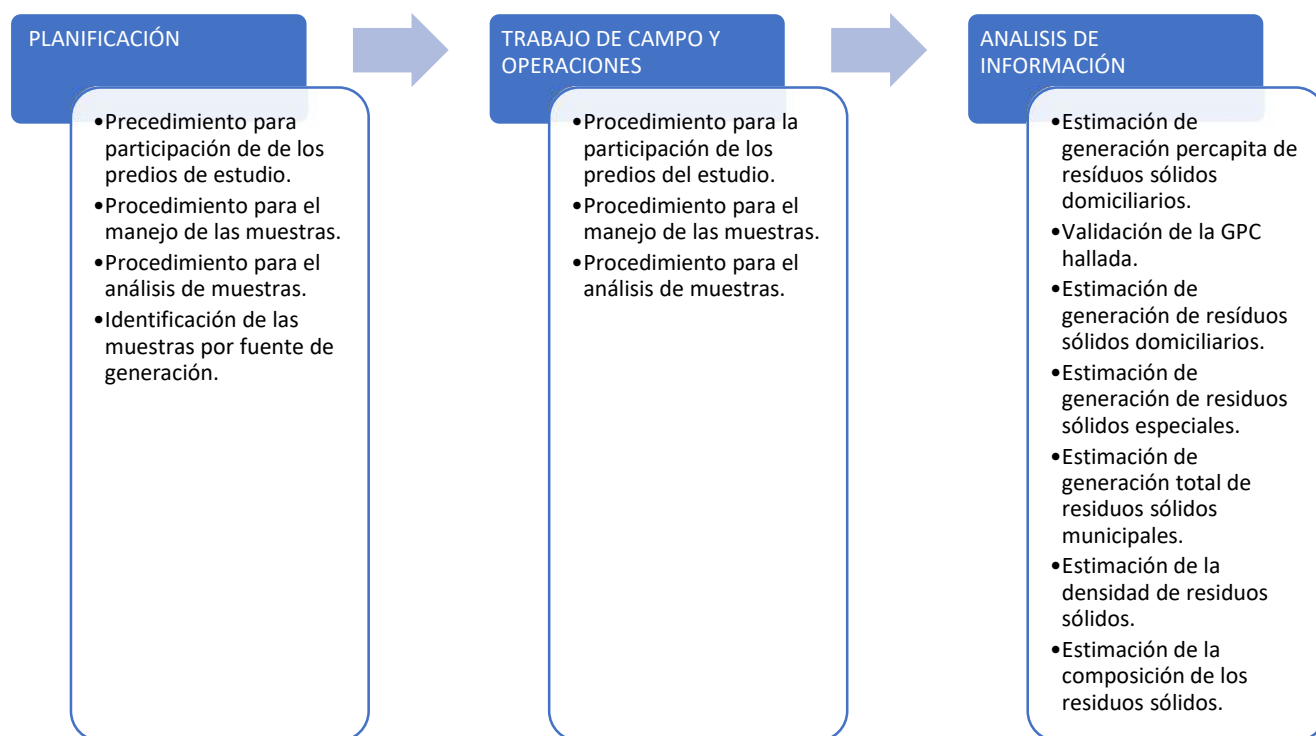 PLANIFICACIÓN
•Precedimiento para
participación de de los
predios de estudio.
•Procedimiento para el
manejo de las muestras.
•Procedimiento para el
análisis de muestras.
•Identificación de las
muestras por fuente de
generación.
TRABAJO DE CAMPO Y
OPERACIONES
•Procedimiento para la
participación de los
predios del estudio.
•Procedimiento para el
manejo de las muestras.
•Procedimiento para el
análisis de muestras.
ANALISIS DE
INFORMACIÓN
•Estimación de
generación percapita de
resíduos sólidos
domiciliarios.
•Validación de la GPC
hallada.
•Estimación de
generación de resíduos
sólidos domiciliarios.
•Estimación de
generación de residuos
sólidos especiales.
•Estimación de
generación total de
residuos sólidos
municipales.
•Estimación de la
densidad de residuos
sólidos.
•Estimación de la
composición de los
residuos sólidos.